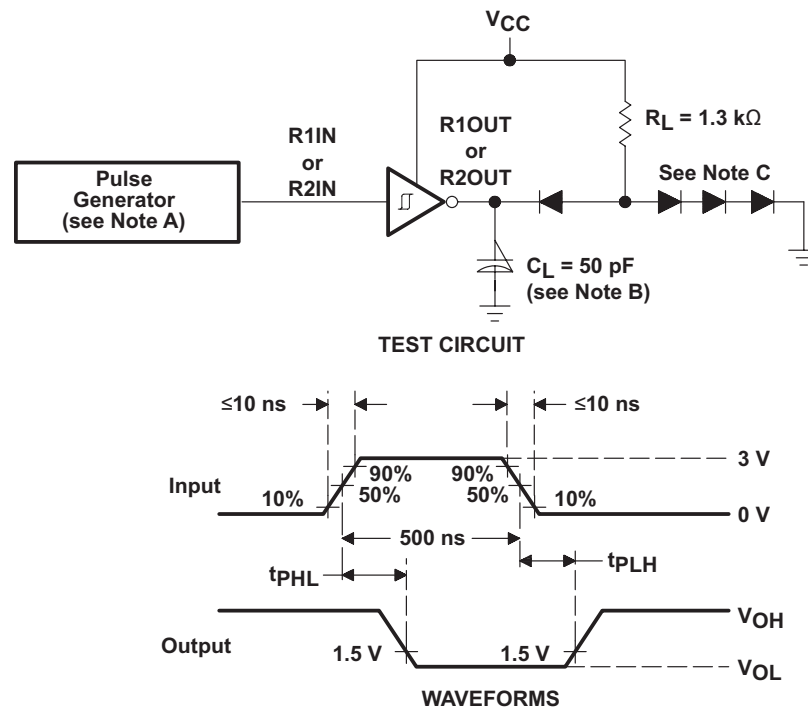 VCC
R1IN
or
R2IN
R1OUT
or
R2OUT
RL = 1.3 kΩ
Pulse
Generator
(see Note A)
See Note C
CL = 50 pF
(see Note B)
TEST CIRCUIT
≤10 ns
≤10 ns
Input
10%
90%
50%
90%
50%
10%
3 V
0 V
500 ns
tPHL
tPLH
Output
1.5 V
1.5 V
VOH
VOL
WAVEFORMS